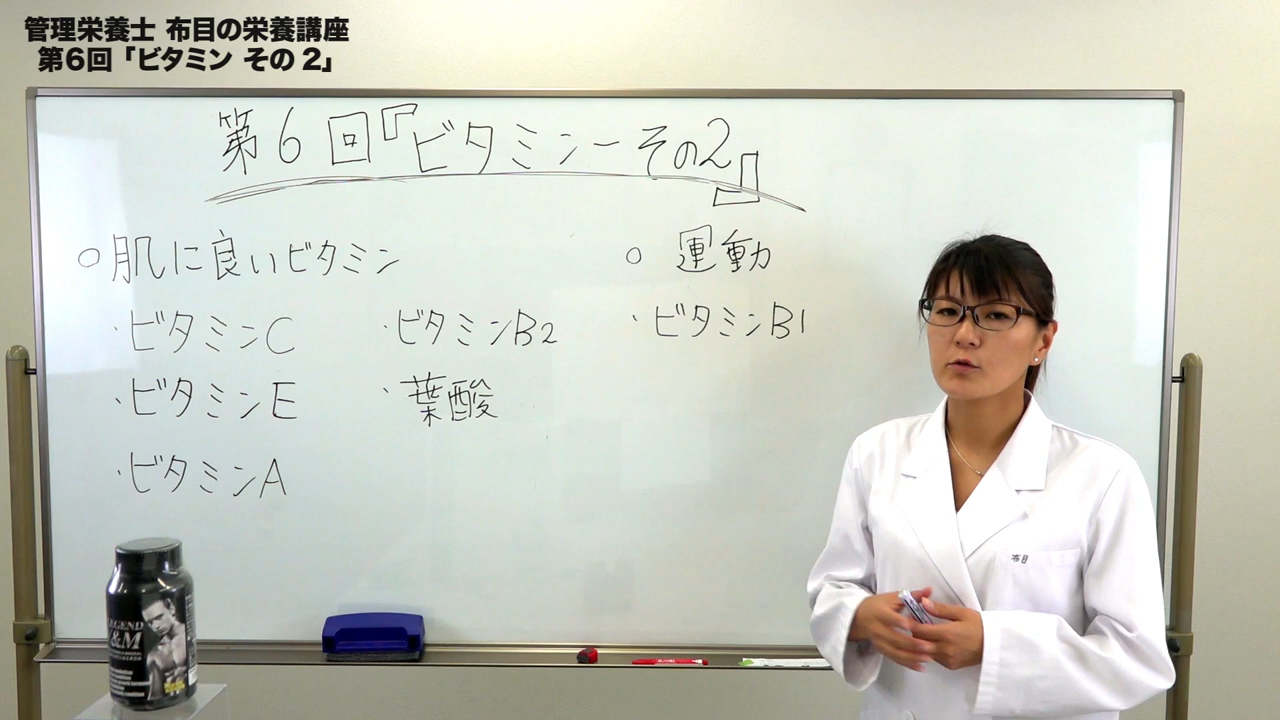 管理栄養士 布目の栄養講座
第6回「ビタミン その2」
第6回『ビタミンーその2』
○肌に良いビタミン
・ビタミンC
・ビタミンE
・ビタミンA
・ビタミンB2
・葉酸
○ 運動
・ビタミンB1
布目
LEGEND
&M